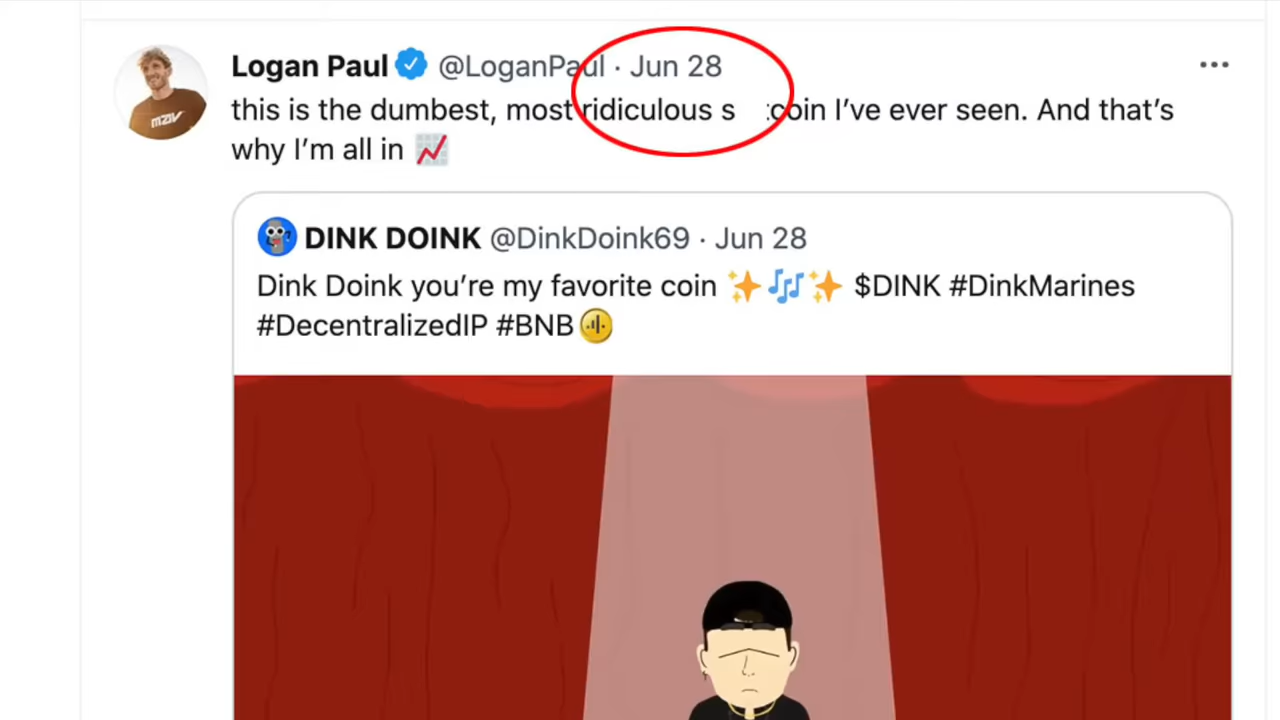 Logan Paul @LoganPaul · Jun 28
this is the dumbest, most ridiculous s coin I’ve ever seen. And that’s
why I’m all in
DINK DOINK @DinkDoink69 · Jun 28
Dink Doink you’re my favorite coin ✨🎶✨ $DINK #DinkMarines
#DecentralizedIP #BNB